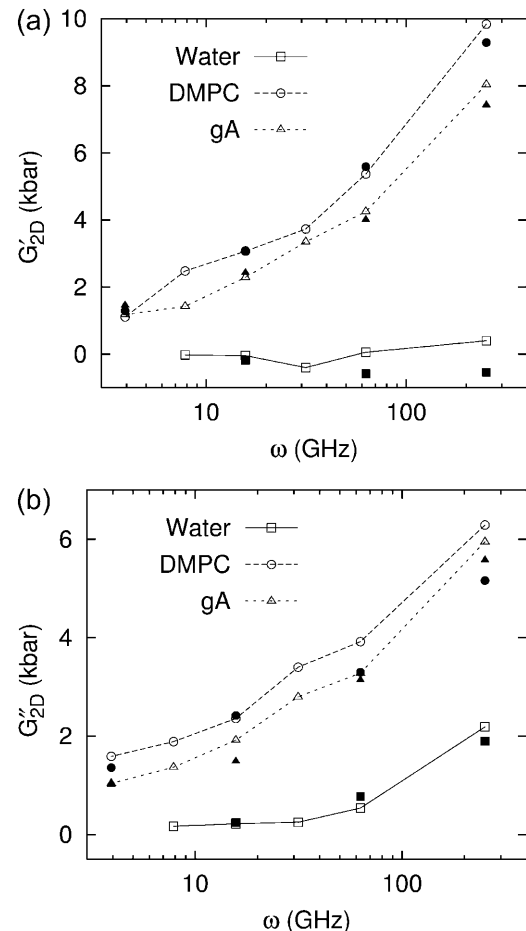 (a)
Water
DMPC
gA
10
8
6
4
2
0
G′2D (kbar)
10 100
ω (GHz)
(b)
Water
DMPC
gA
6
4
2
0
G″2D (kbar)
10 100
ω (GHz)